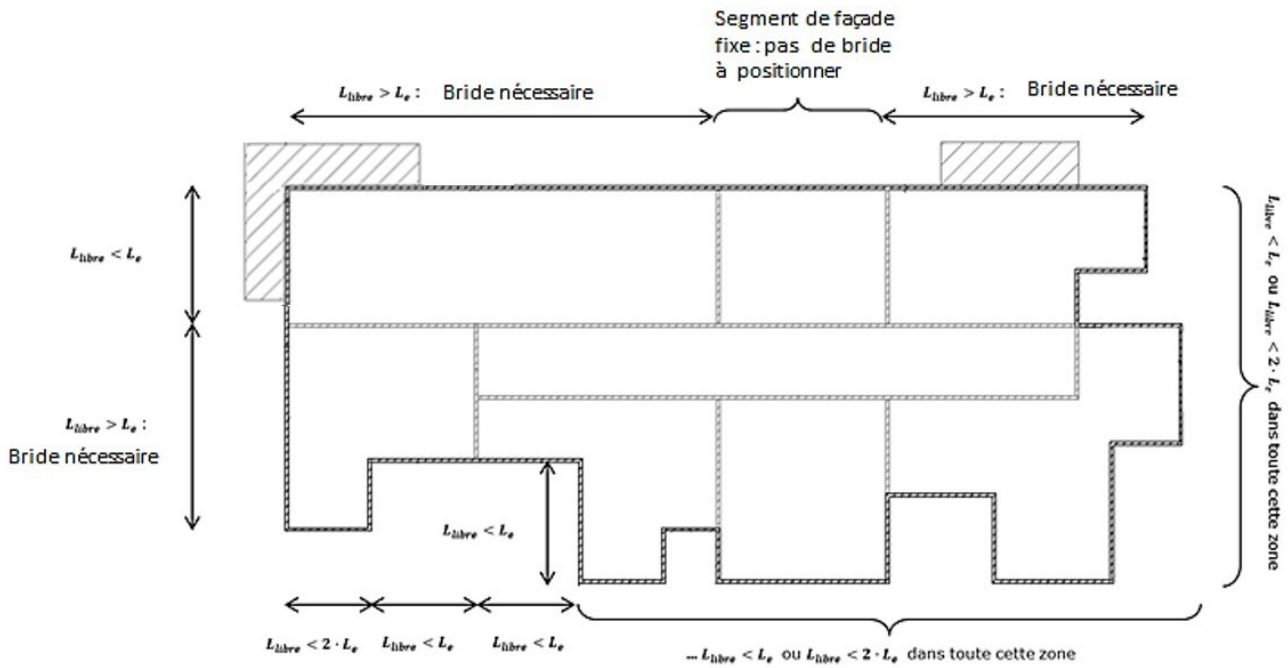 Segment de façade
fixe : pas de bride
à positionner
L_libre > L_e : Bride nécessaire
L_libre > L_e : Bride nécessaire
L_libre < L_e
L_libre > L_e :
Bride nécessaire
L_libre < L_e
L_libre < L_e ou L_libre < 2 · L_e dans toute cette zone
L_libre < 2 · L_e
L_libre < L_e
L_libre < L_e
... L_libre < L_e ou L_libre < 2 · L_e dans toute cette zone